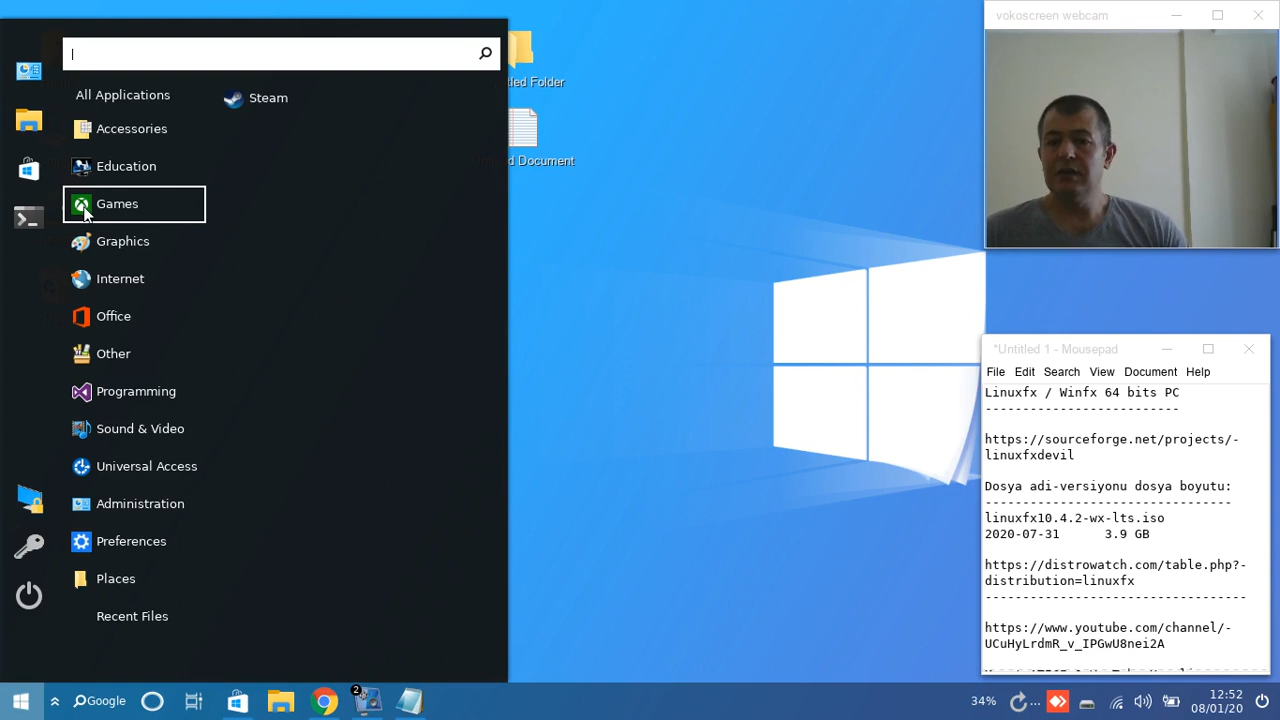 vokoscreen webcam
All Applications
Steam
Accessories
Education
Games
Graphics
Internet
Office
Other
Programming
Sound & Video
Universal Access
Administration
Preferences
Places
Recent Files
*Untitled 1 - Mousepad
File Edit Search View Document Help
Linuxfx / Winfx 64 bits PC
--------------------------
https://sourceforge.net/projects/-
linuxfxdevil
Dosya adi-versiyonu dosya boyutu:
---------------------------------
linuxfx10.4.2-wx-lts.iso
2020-07-31 3.9 GB
https://distrowatch.com/table.php?-
distribution=linuxfx
-----------------------------------
https://www.youtube.com/channel/-
UCuHyLrdmR_v_IPGwU8nei2A
Folder
Document
Google
2
34%
...
12:52
08/01/20